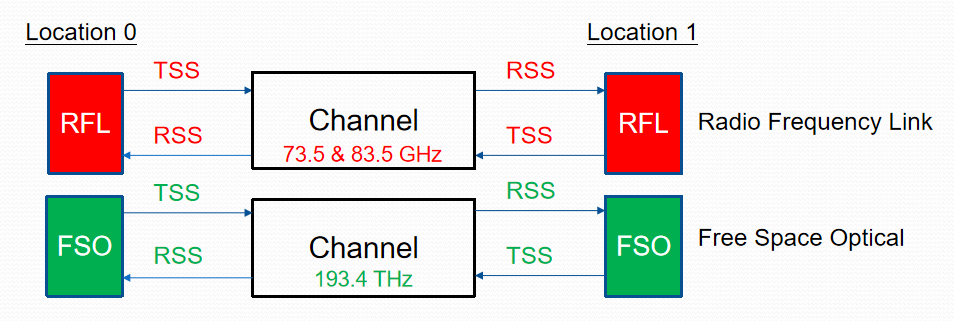 Location 0
Location 1
TSS
RSS
RFL
Channel
73.5 & 83.5 GHz
RFL
Radio Frequency Link
RSS
TSS
TSS
RSS
FSO
Channel
193.4 THz
FSO
Free Space Optical
RSS
TSS